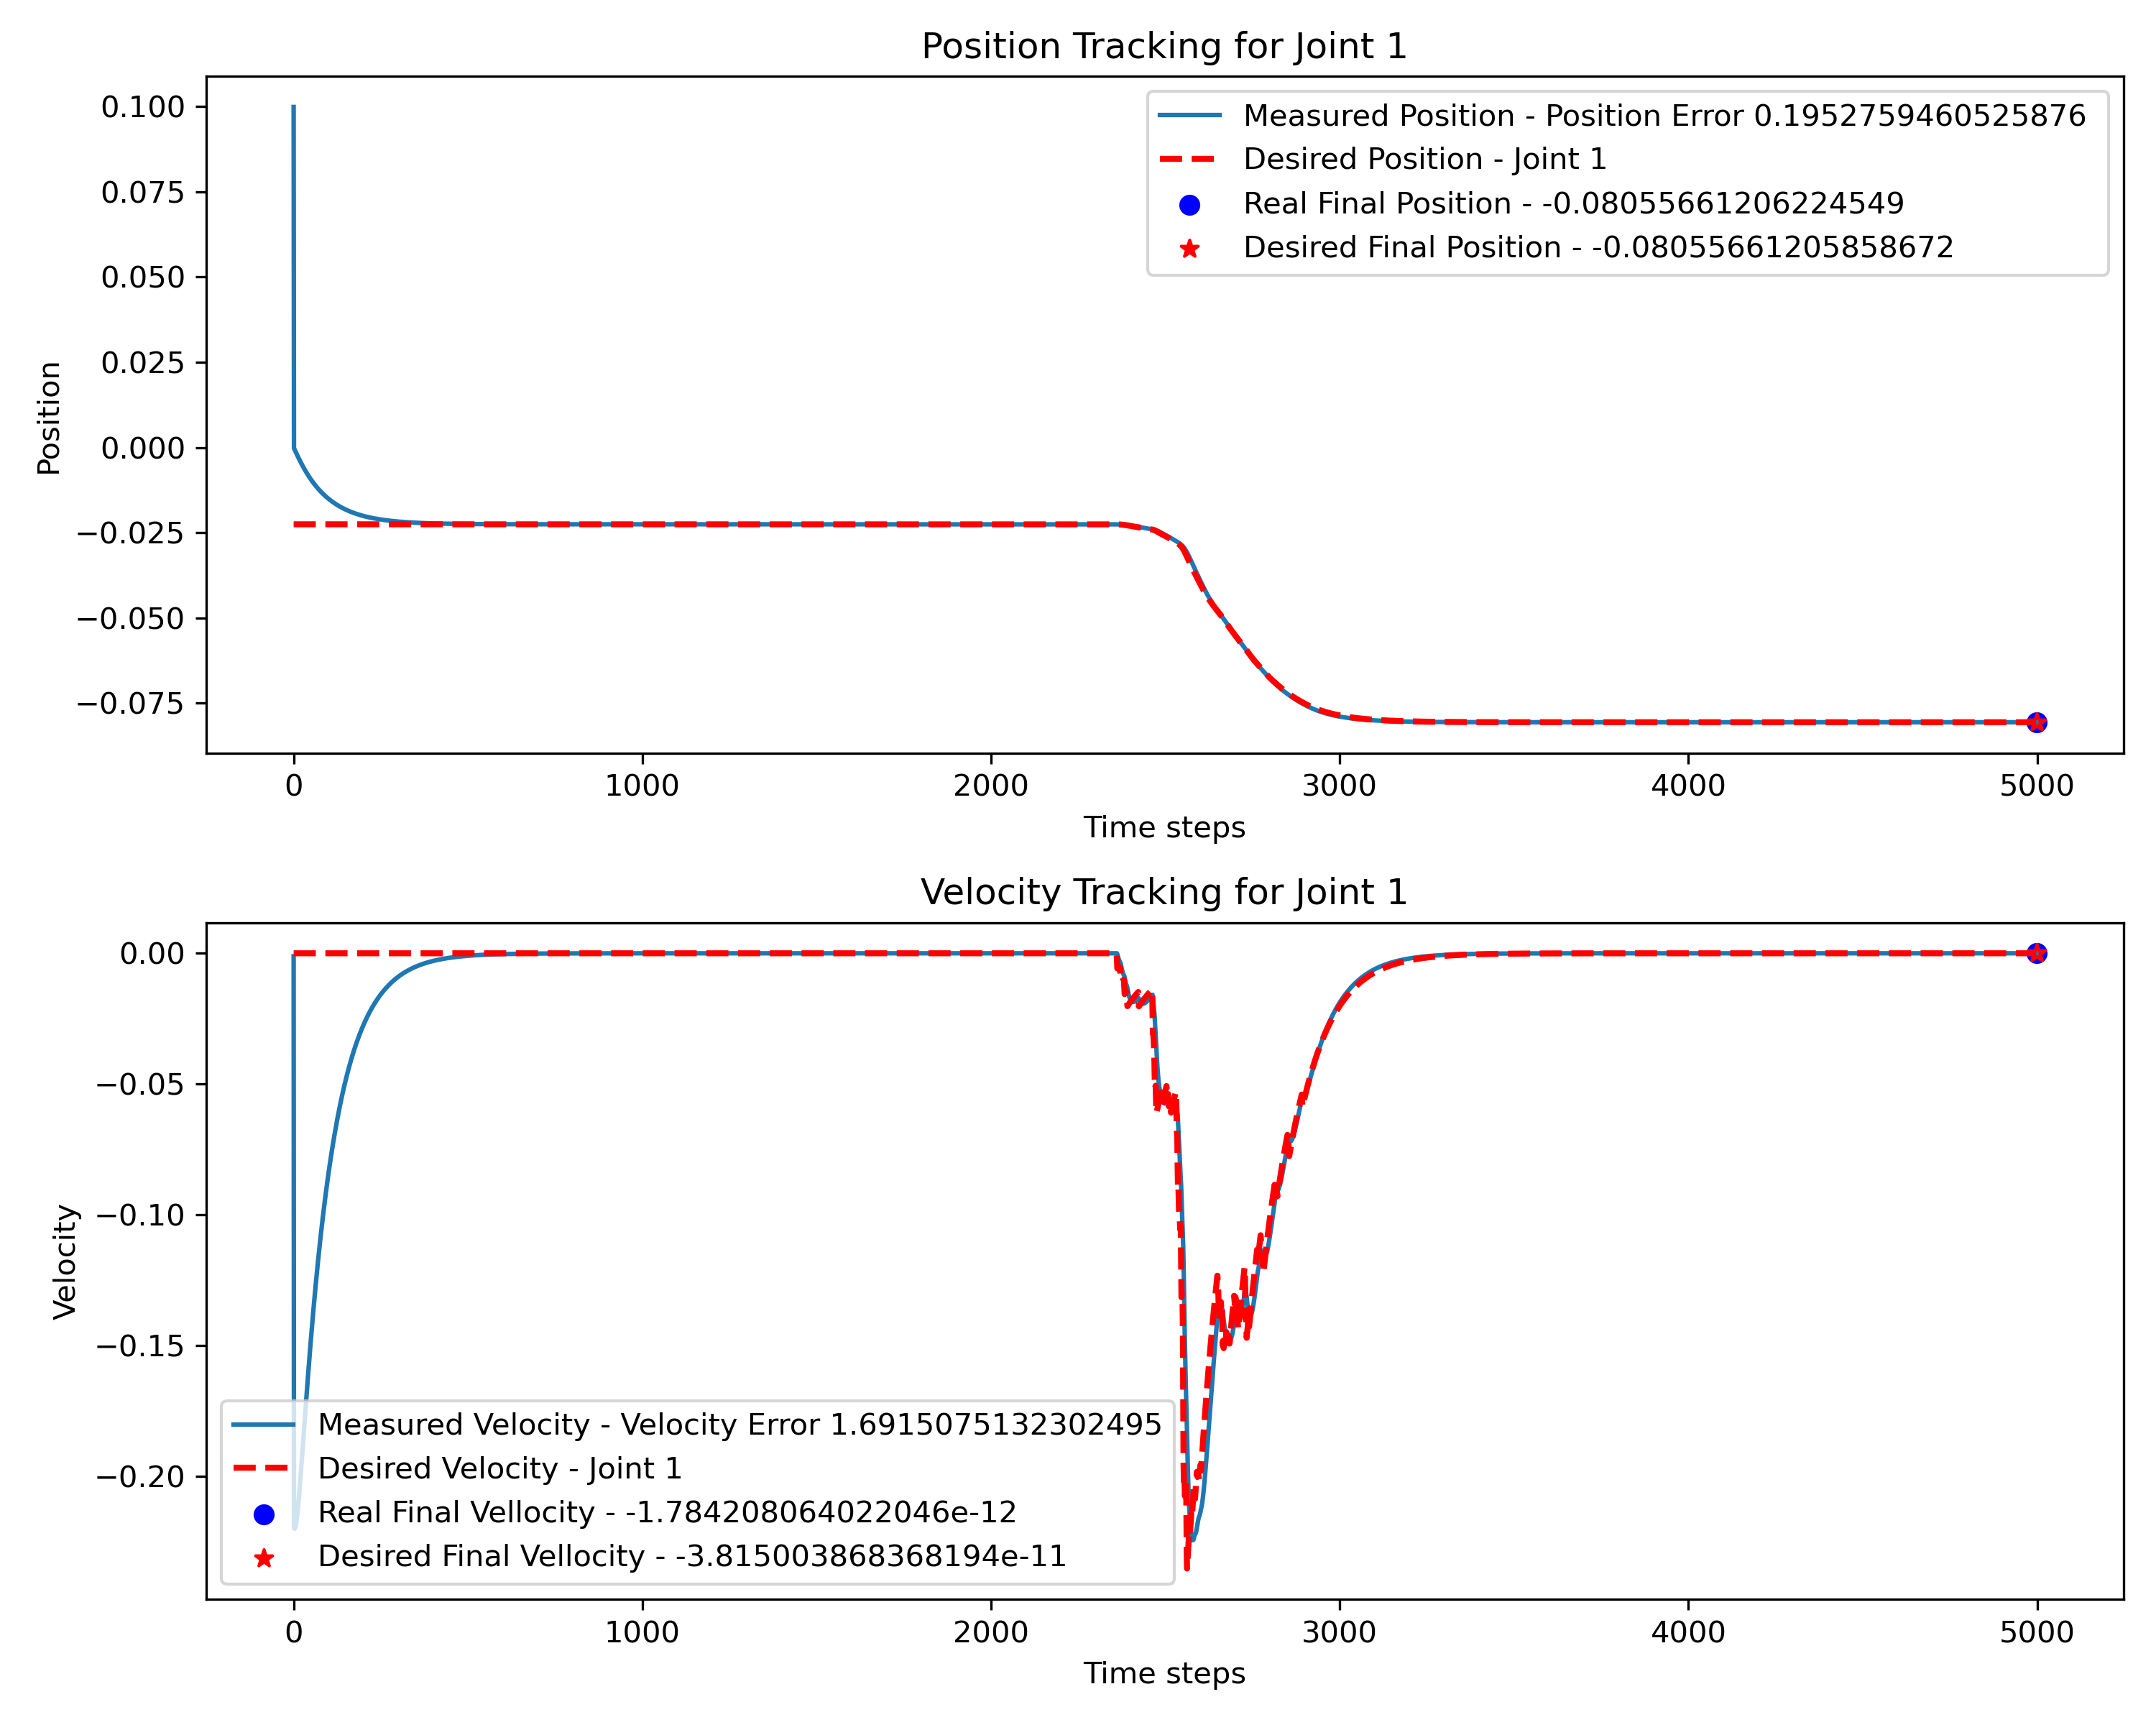 Position Tracking for Joint 1
0.100
0.075
0.050
0.025
0.000
−0.025
−0.050
−0.075
Position
Measured Position - Position Error 0.1952759460525876
Desired Position - Joint 1
Real Final Position - -0.08055661206224549
Desired Final Position - -0.08055661205858672
0 1000 2000 3000 4000 5000
Time steps
Velocity Tracking for Joint 1
0.00
−0.05
−0.10
−0.15
−0.20
Velocity
Measured Velocity - Velocity Error 1.6915075132302495
Desired Velocity - Joint 1
Real Final Vellocity - -1.784208064022046e-12
Desired Final Vellocity - -3.815003868368194e-11
0 1000 2000 3000 4000 5000
Time steps